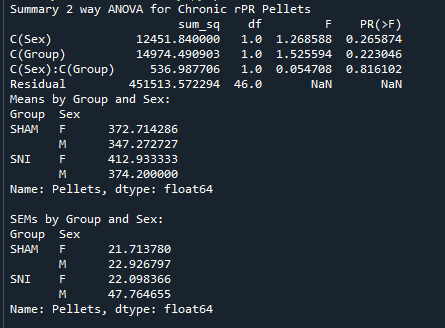 Summary 2 way ANOVA for Chronic rPR Pellets
sum_sq df F PR(>F)
C(Sex) 12451.840000 1.0 1.268588 0.265874
C(Group) 14974.490903 1.0 1.525594 0.223046
C(Sex):C(Group) 536.987706 1.0 0.054708 0.816102
Residual 451513.572294 46.0 NaN NaN
Means by Group and Sex:
Group Sex
SHAM F 372.714286
M 347.272727
SNI F 412.933333
M 374.200000
Name: Pellets, dtype: float64
SEMs by Group and Sex:
Group Sex
SHAM F 21.713780
M 22.926797
SNI F 22.098366
M 47.764655
Name: Pellets, dtype: float64